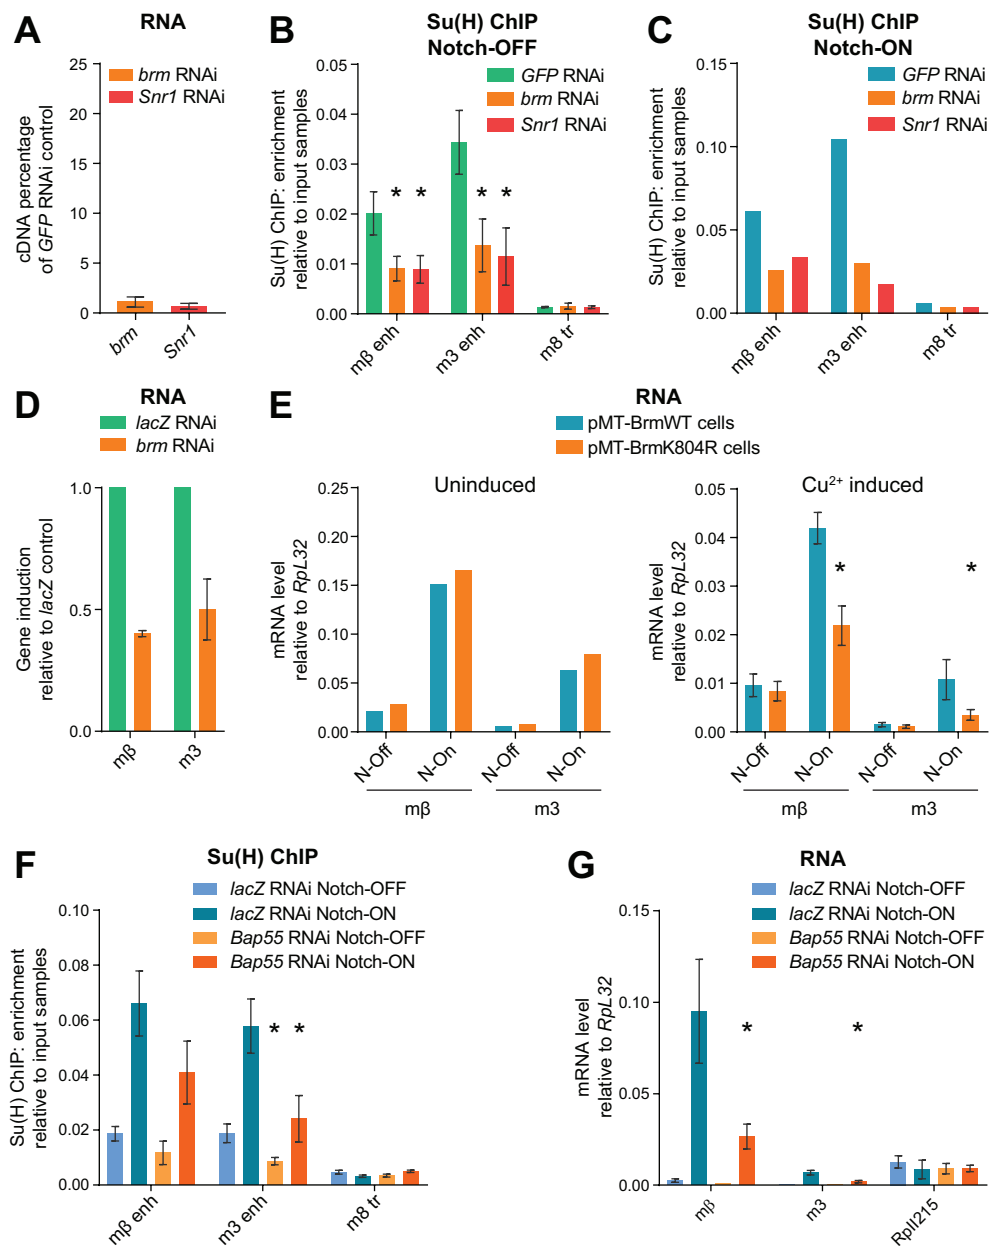 A
RNA
brm RNAi
Snr1 RNAi
cDNA percentage
of GFP RNAi control
25
20
15
10
5
0
brm
Snr1
B
Su(H) ChIP
Notch-OFF
GFP RNAi
brm RNAi
Snr1 RNAi
Su(H) ChIP: enrichment
relative to input samples
0.05
0.04
0.03
0.02
0.01
0.00
* * * *
mβ enh
m3 enh
m8 tr
C
Su(H) ChIP
Notch-ON
GFP RNAi
brm RNAi
Snr1 RNAi
Su(H) ChIP: enrichment
relative to input samples
0.15
0.10
0.05
0.00
mβ enh
m3 enh
m8 tr
D
RNA
lacZ RNAi
brm RNAi
Gene induction
relative to lacZ control
1.0
0.5
0.0
mβ
m3
E
RNA
pMT-BrmWT cells
pMT-BrmK804R cells
Uninduced
mRNA level
relative to RpL32
0.25
0.20
0.15
0.10
0.05
0.00
N-Off
N-On
N-Off
N-On
mβ
m3
Cu2+ induced
mRNA level
relative to RpL32
0.05
0.04
0.03
0.02
0.01
0.00
* *
N-Off
N-On
N-Off
N-On
mβ
m3
F
Su(H) ChIP
lacZ RNAi Notch-OFF
lacZ RNAi Notch-ON
Bap55 RNAi Notch-OFF
Bap55 RNAi Notch-ON
Su(H) ChIP: enrichment
relative to input samples
0.10
0.08
0.06
0.04
0.02
0.00
* *
mβ enh
m3 enh
m8 tr
G
RNA
lacZ RNAi Notch-OFF
lacZ RNAi Notch-ON
Bap55 RNAi Notch-OFF
Bap55 RNAi Notch-ON
mRNA level
relative to RpL32
0.15
0.10
0.05
0.00
* *
mβ
m3
RpII215